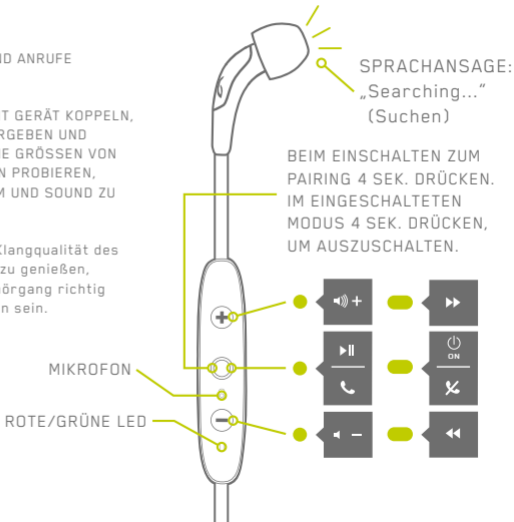 ANRUFE
T GERÄT KOPPELN,
RGEBEN UND
E GRÖSSEN VON
N PROBIEREN,
M UND SOUND ZU
Klangqualität des
zu genießen,
richtig
n sein.
SPRACHANSAGE:
„Searching...“
(Suchen)
BEIM EINSCHALTEN ZUM
PAIRING 4 SEK. DRÜCKEN.
IM EINGESCHALTETEN
MODUS 4 SEK. DRÜCKEN,
UM AUSZUSCHALTEN.
MIKROFON
ROTE/GRÜNE LED
+
−
+
ON
−